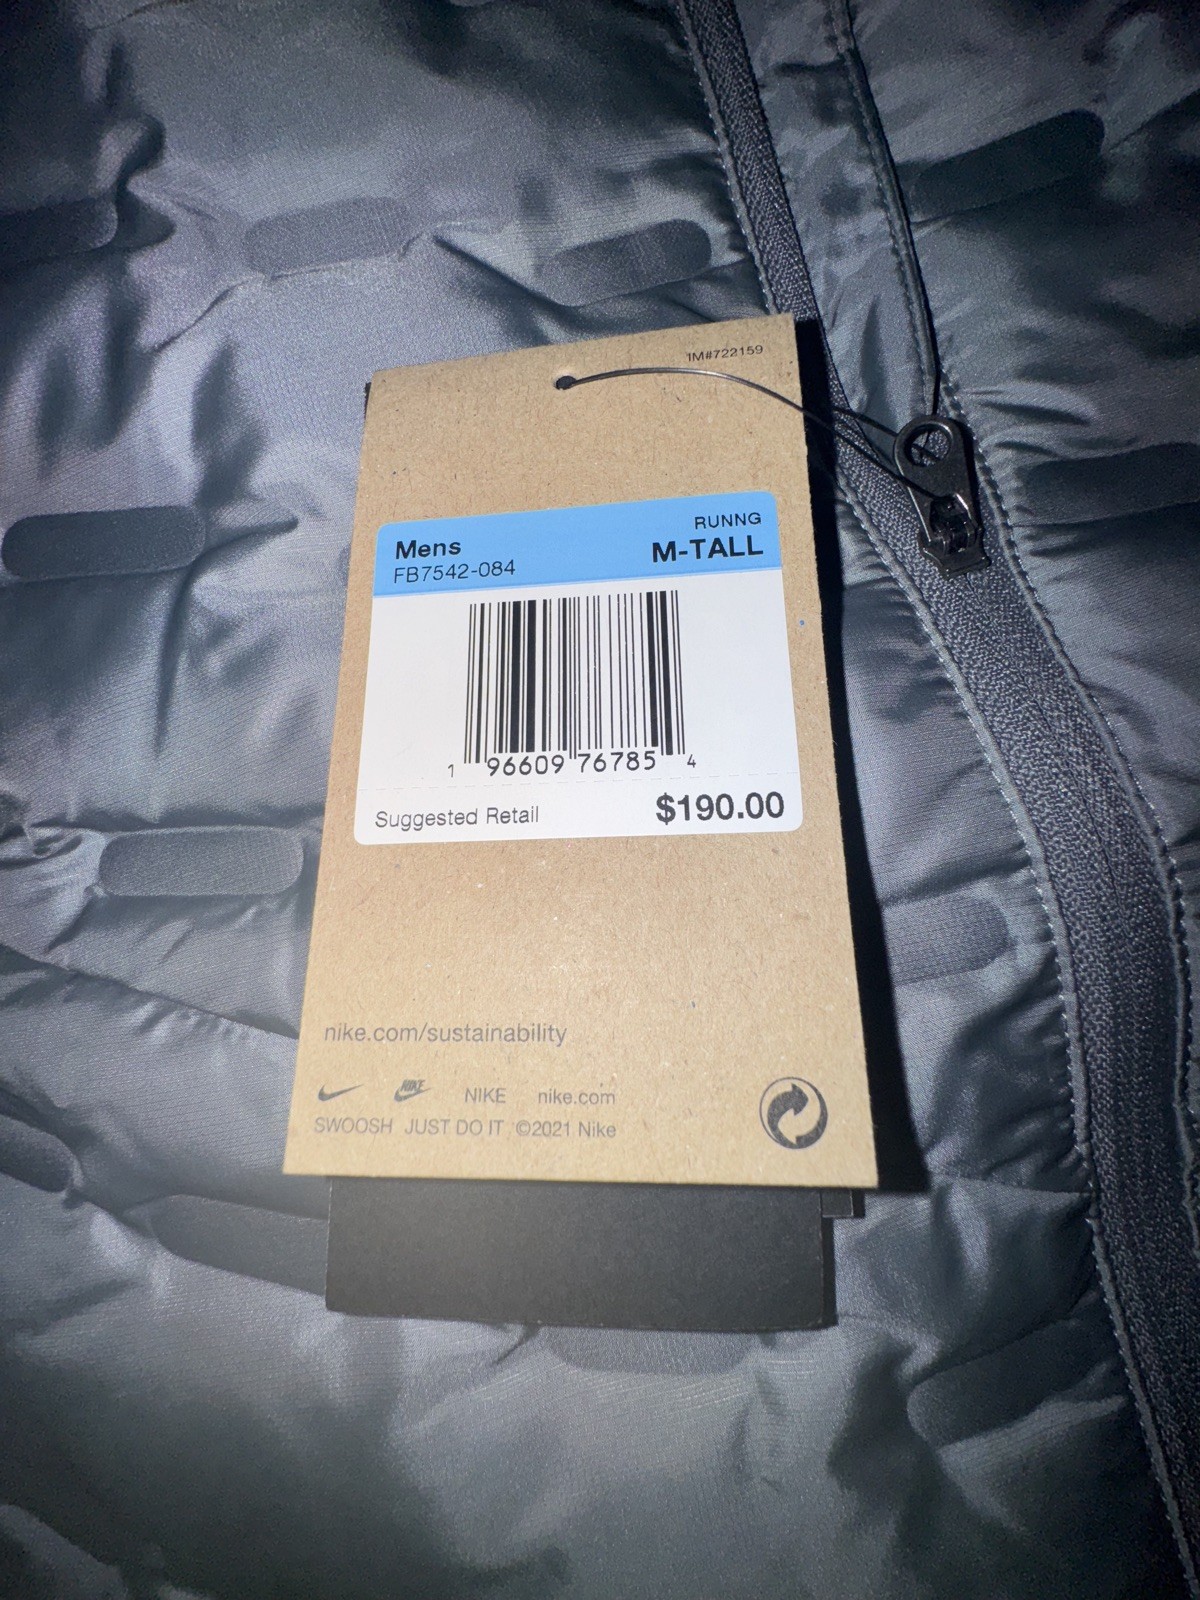 1M#722159
RUNNG
Mens M-TALL
FB7542-084
1 96609 76785 4
Suggested Retail $190.00
nike.com/sustainability
NIKE NIKE nike.com
SWOOSH JUST DO IT ©2021 Nike